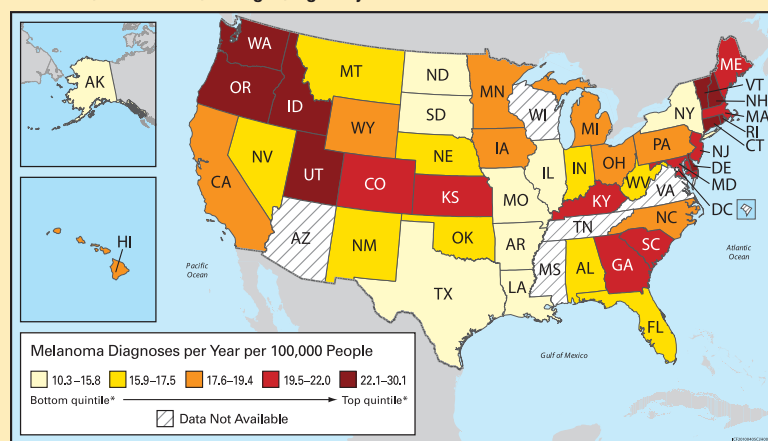 AK
HI
WA
OR
ID
MT
ND
SD
MN
WI
MI
NY
ME
VT
NH
MA
RI
CT
NJ
DE
MD
DC
PA
OH
IN
IL
IA
NE
WY
NV
CA
UT
CO
KS
MO
KY
WV
VA
NC
TN
SC
GA
AL
MS
AR
LA
OK
TX
NM
AZ
FL
Pacific
Ocean
Atlantic
Ocean
Gulf of Mexico
Melanoma Diagnoses per Year per 100,000 People
10.3–15.8 15.9–17.5 17.6–19.4 19.5–22.0 22.1–30.1
Bottom quintile* Top quintile*
Data Not Available